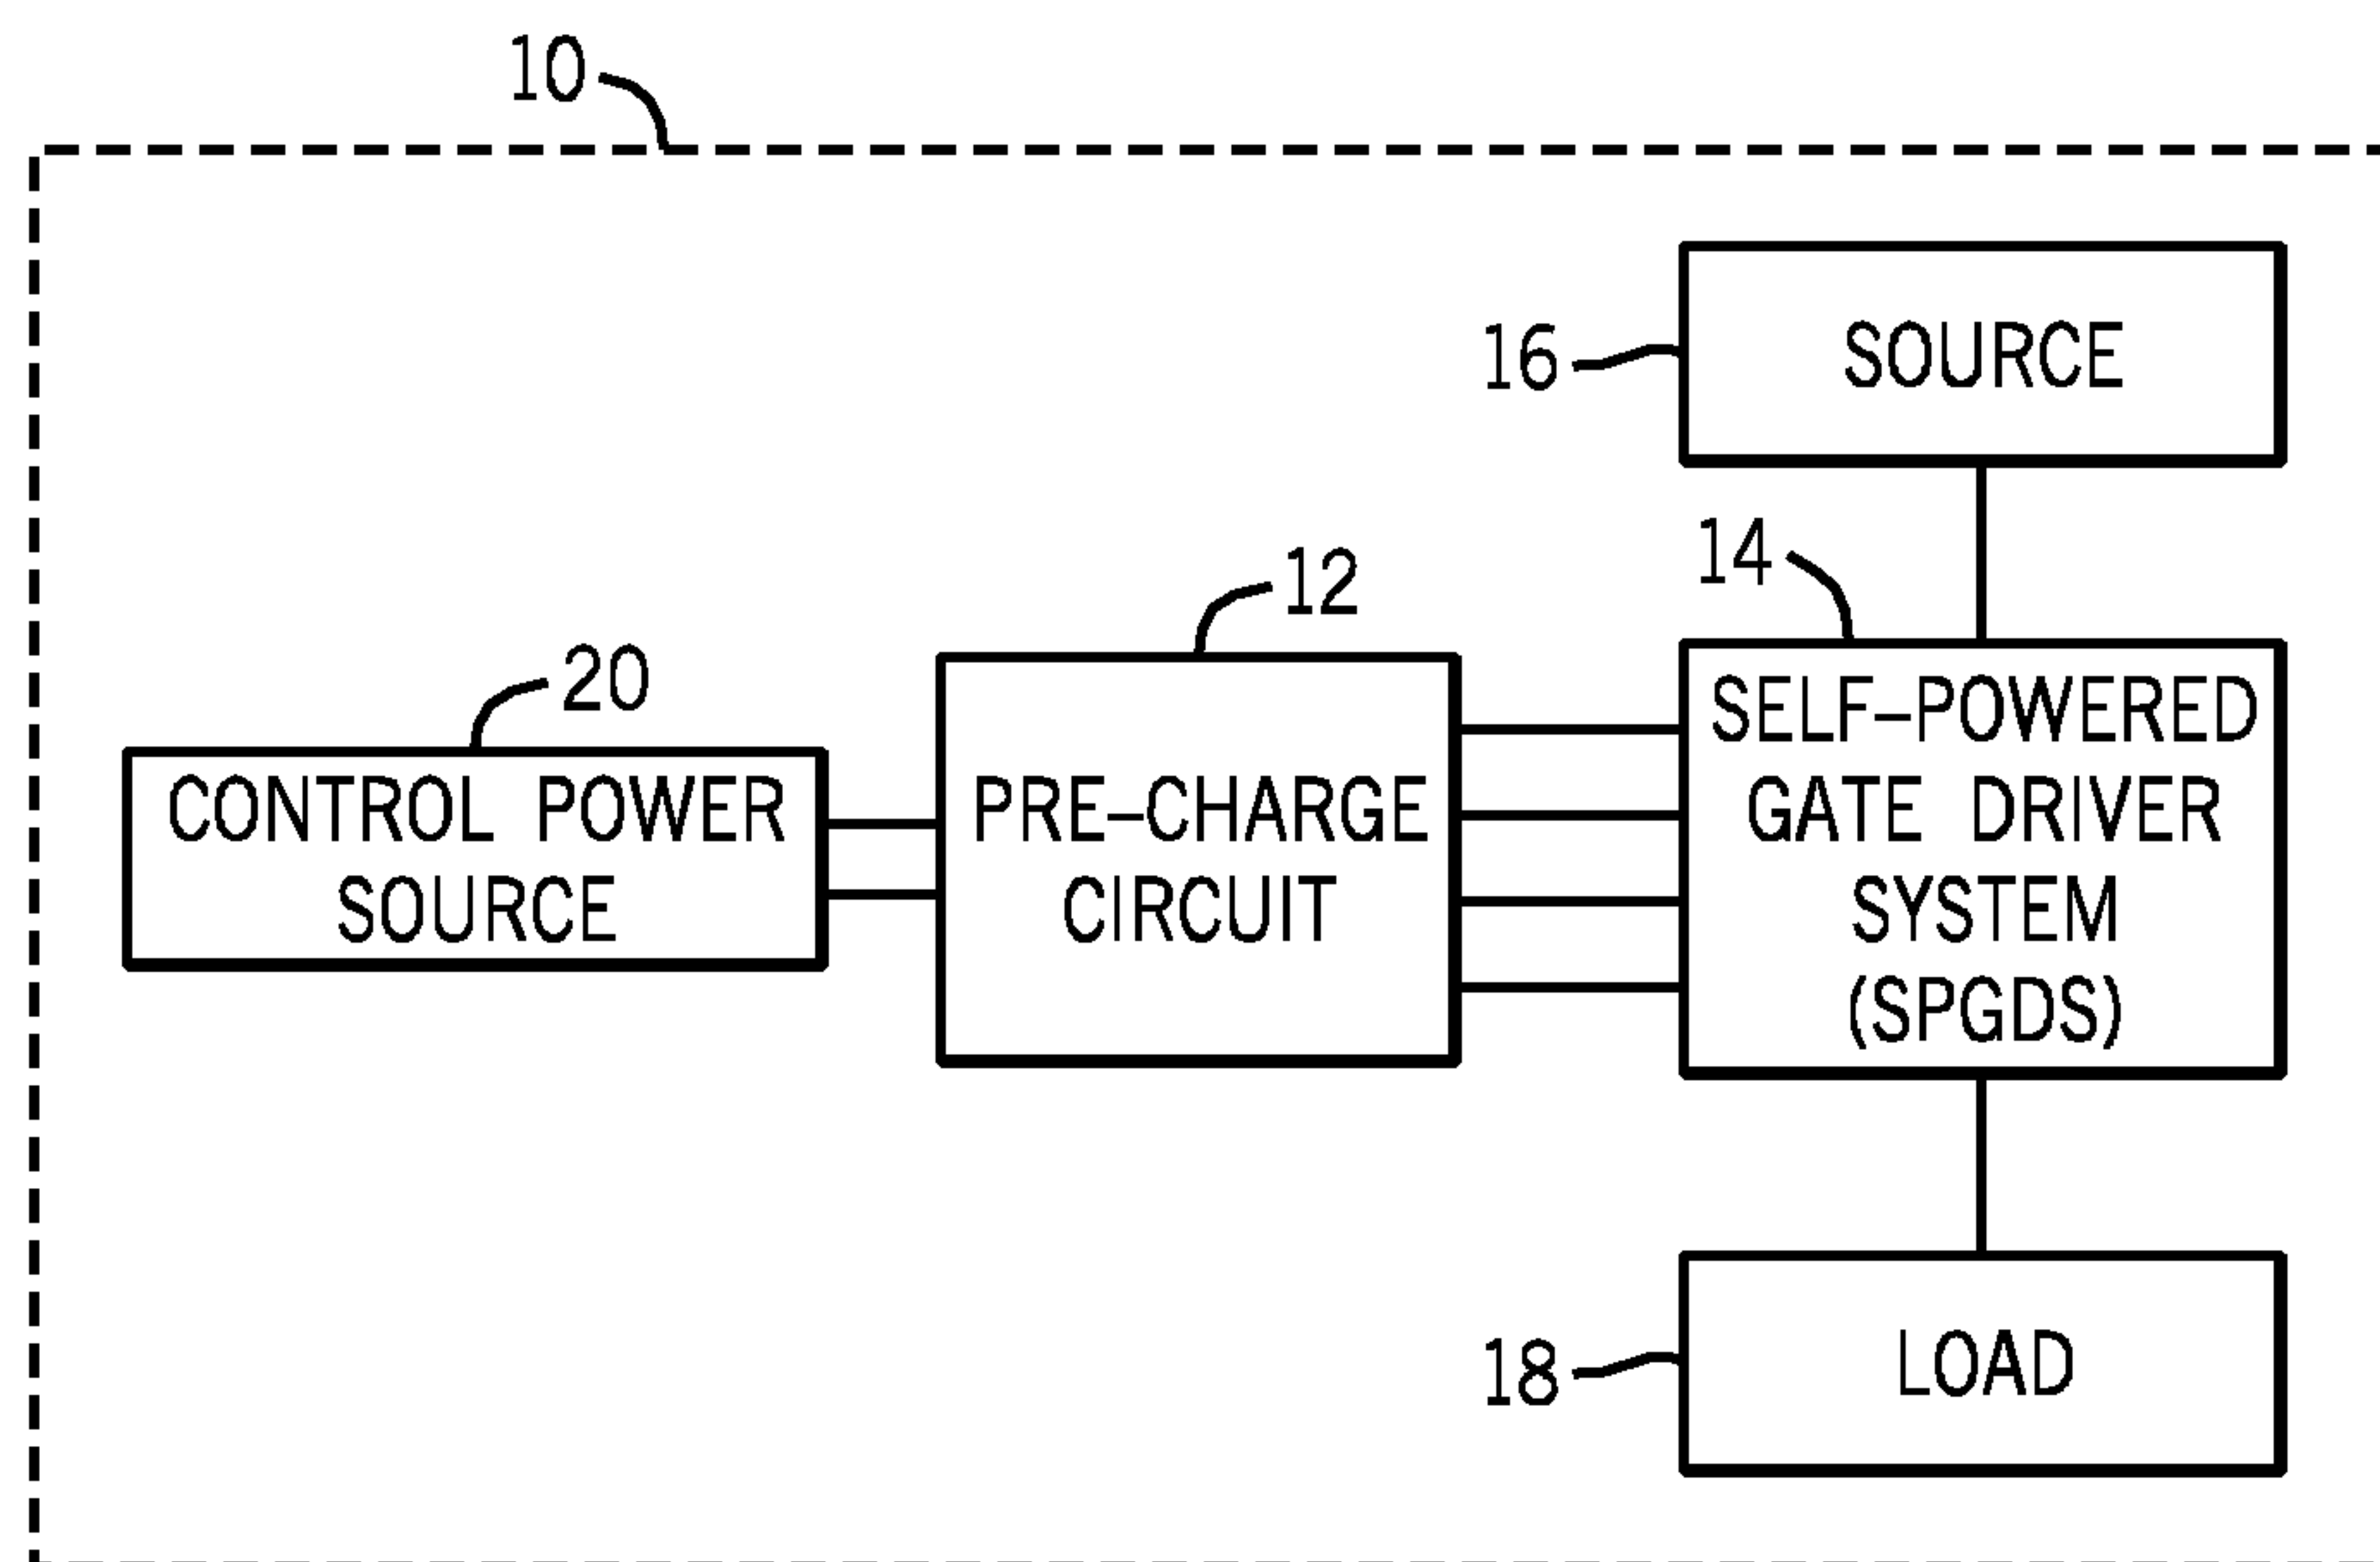 10
SOURCE
16
14
12
20
SELF-POWERED
GATE DRIVER
SYSTEM
(SPGDS)
PRE-CHARGE
CIRCUIT
CONTROL POWER
SOURCE
LOAD
18